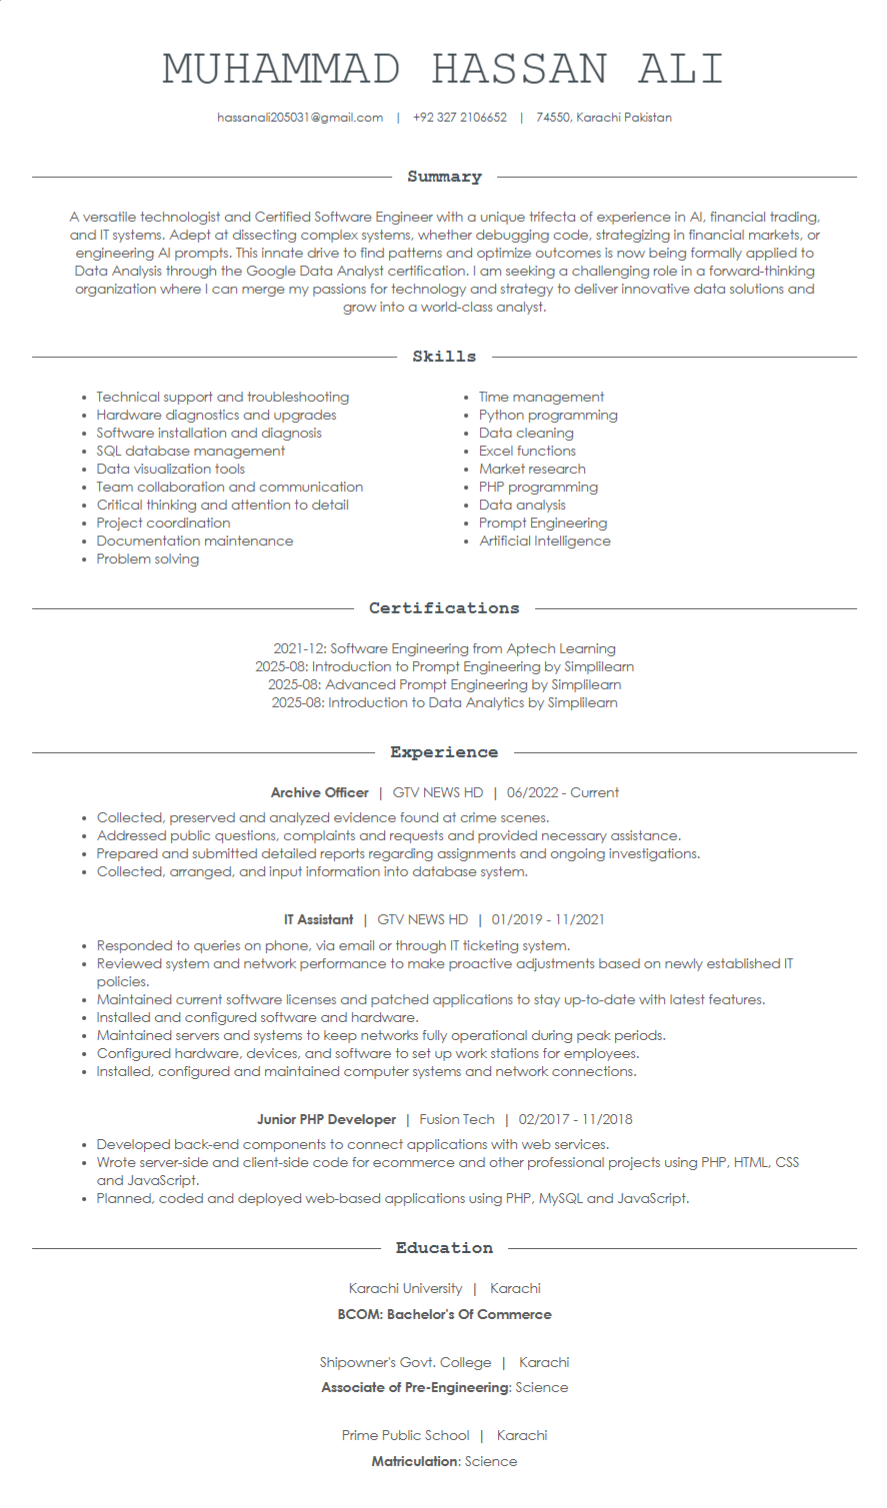 MUHAMMAD HASSAN ALI
hassanali205031@gmail.com | +92 327 2106652 | 74550, Karachi Pakistan
Summary
A versatile technologist and Certified Software Engineer with a unique trifecta of experience in AI, financial trading,
and IT systems. Adept at dissecting complex systems, whether debugging code, strategizing in financial markets, or
engineering AI prompts. This innate drive to find patterns and optimize outcomes is now being formally applied to
Data Analysis through the Google Data Analyst certification. I am seeking a challenging role in a forward-thinking
organization where I can merge my passions for technology and strategy to deliver innovative data solutions and
grow into a world-class analyst.
Skills
• Technical support and troubleshooting
• Hardware diagnostics and upgrades
• Software installation and diagnosis
• SQL database management
• Data visualization tools
• Team collaboration and communication
• Critical thinking and attention to detail
• Project coordination
• Documentation maintenance
• Problem solving
• Time management
• Python programming
• Data cleaning
• Excel functions
• Market research
• PHP programming
• Data analysis
• Prompt Engineering
• Artificial Intelligence
Certifications
2021-12: Software Engineering from Aptech Learning
2025-08: Introduction to Prompt Engineering by Simplilearn
2025-08: Advanced Prompt Engineering by Simplilearn
2025-08: Introduction to Data Analytics by Simplilearn
Experience
Archive Officer | GTV NEWS HD | 06/2022 - Current
• Collected, preserved and analyzed evidence found at crime scenes.
• Addressed public questions, complaints and requests and provided necessary assistance.
• Prepared and submitted detailed reports regarding assignments and ongoing investigations.
• Collected, arranged, and input information into database system.
IT Assistant | GTV NEWS HD | 01/2019 - 11/2021
• Responded to queries on phone, via email or through IT ticketing system.
• Reviewed system and network performance to make proactive adjustments based on newly established IT
policies.
• Maintained current software licenses and patched applications to stay up-to-date with latest features.
• Installed and configured software and hardware.
• Maintained servers and systems to keep networks fully operational during peak periods.
• Configured hardware, devices, and software to set up work stations for employees.
• Installed, configured and maintained computer systems and network connections.
Junior PHP Developer | Fusion Tech | 02/2017 - 11/2018
• Developed back-end components to connect applications with web services.
• Wrote server-side and client-side code for ecommerce and other professional projects using PHP, HTML, CSS
and JavaScript.
• Planned, coded and deployed web-based applications using PHP, MySQL and JavaScript.
Education
Karachi University | Karachi
BCOM: Bachelor's Of Commerce
Shipowner's Govt. College | Karachi
Associate of Pre-Engineering: Science
Prime Public School | Karachi
Matriculation: Science